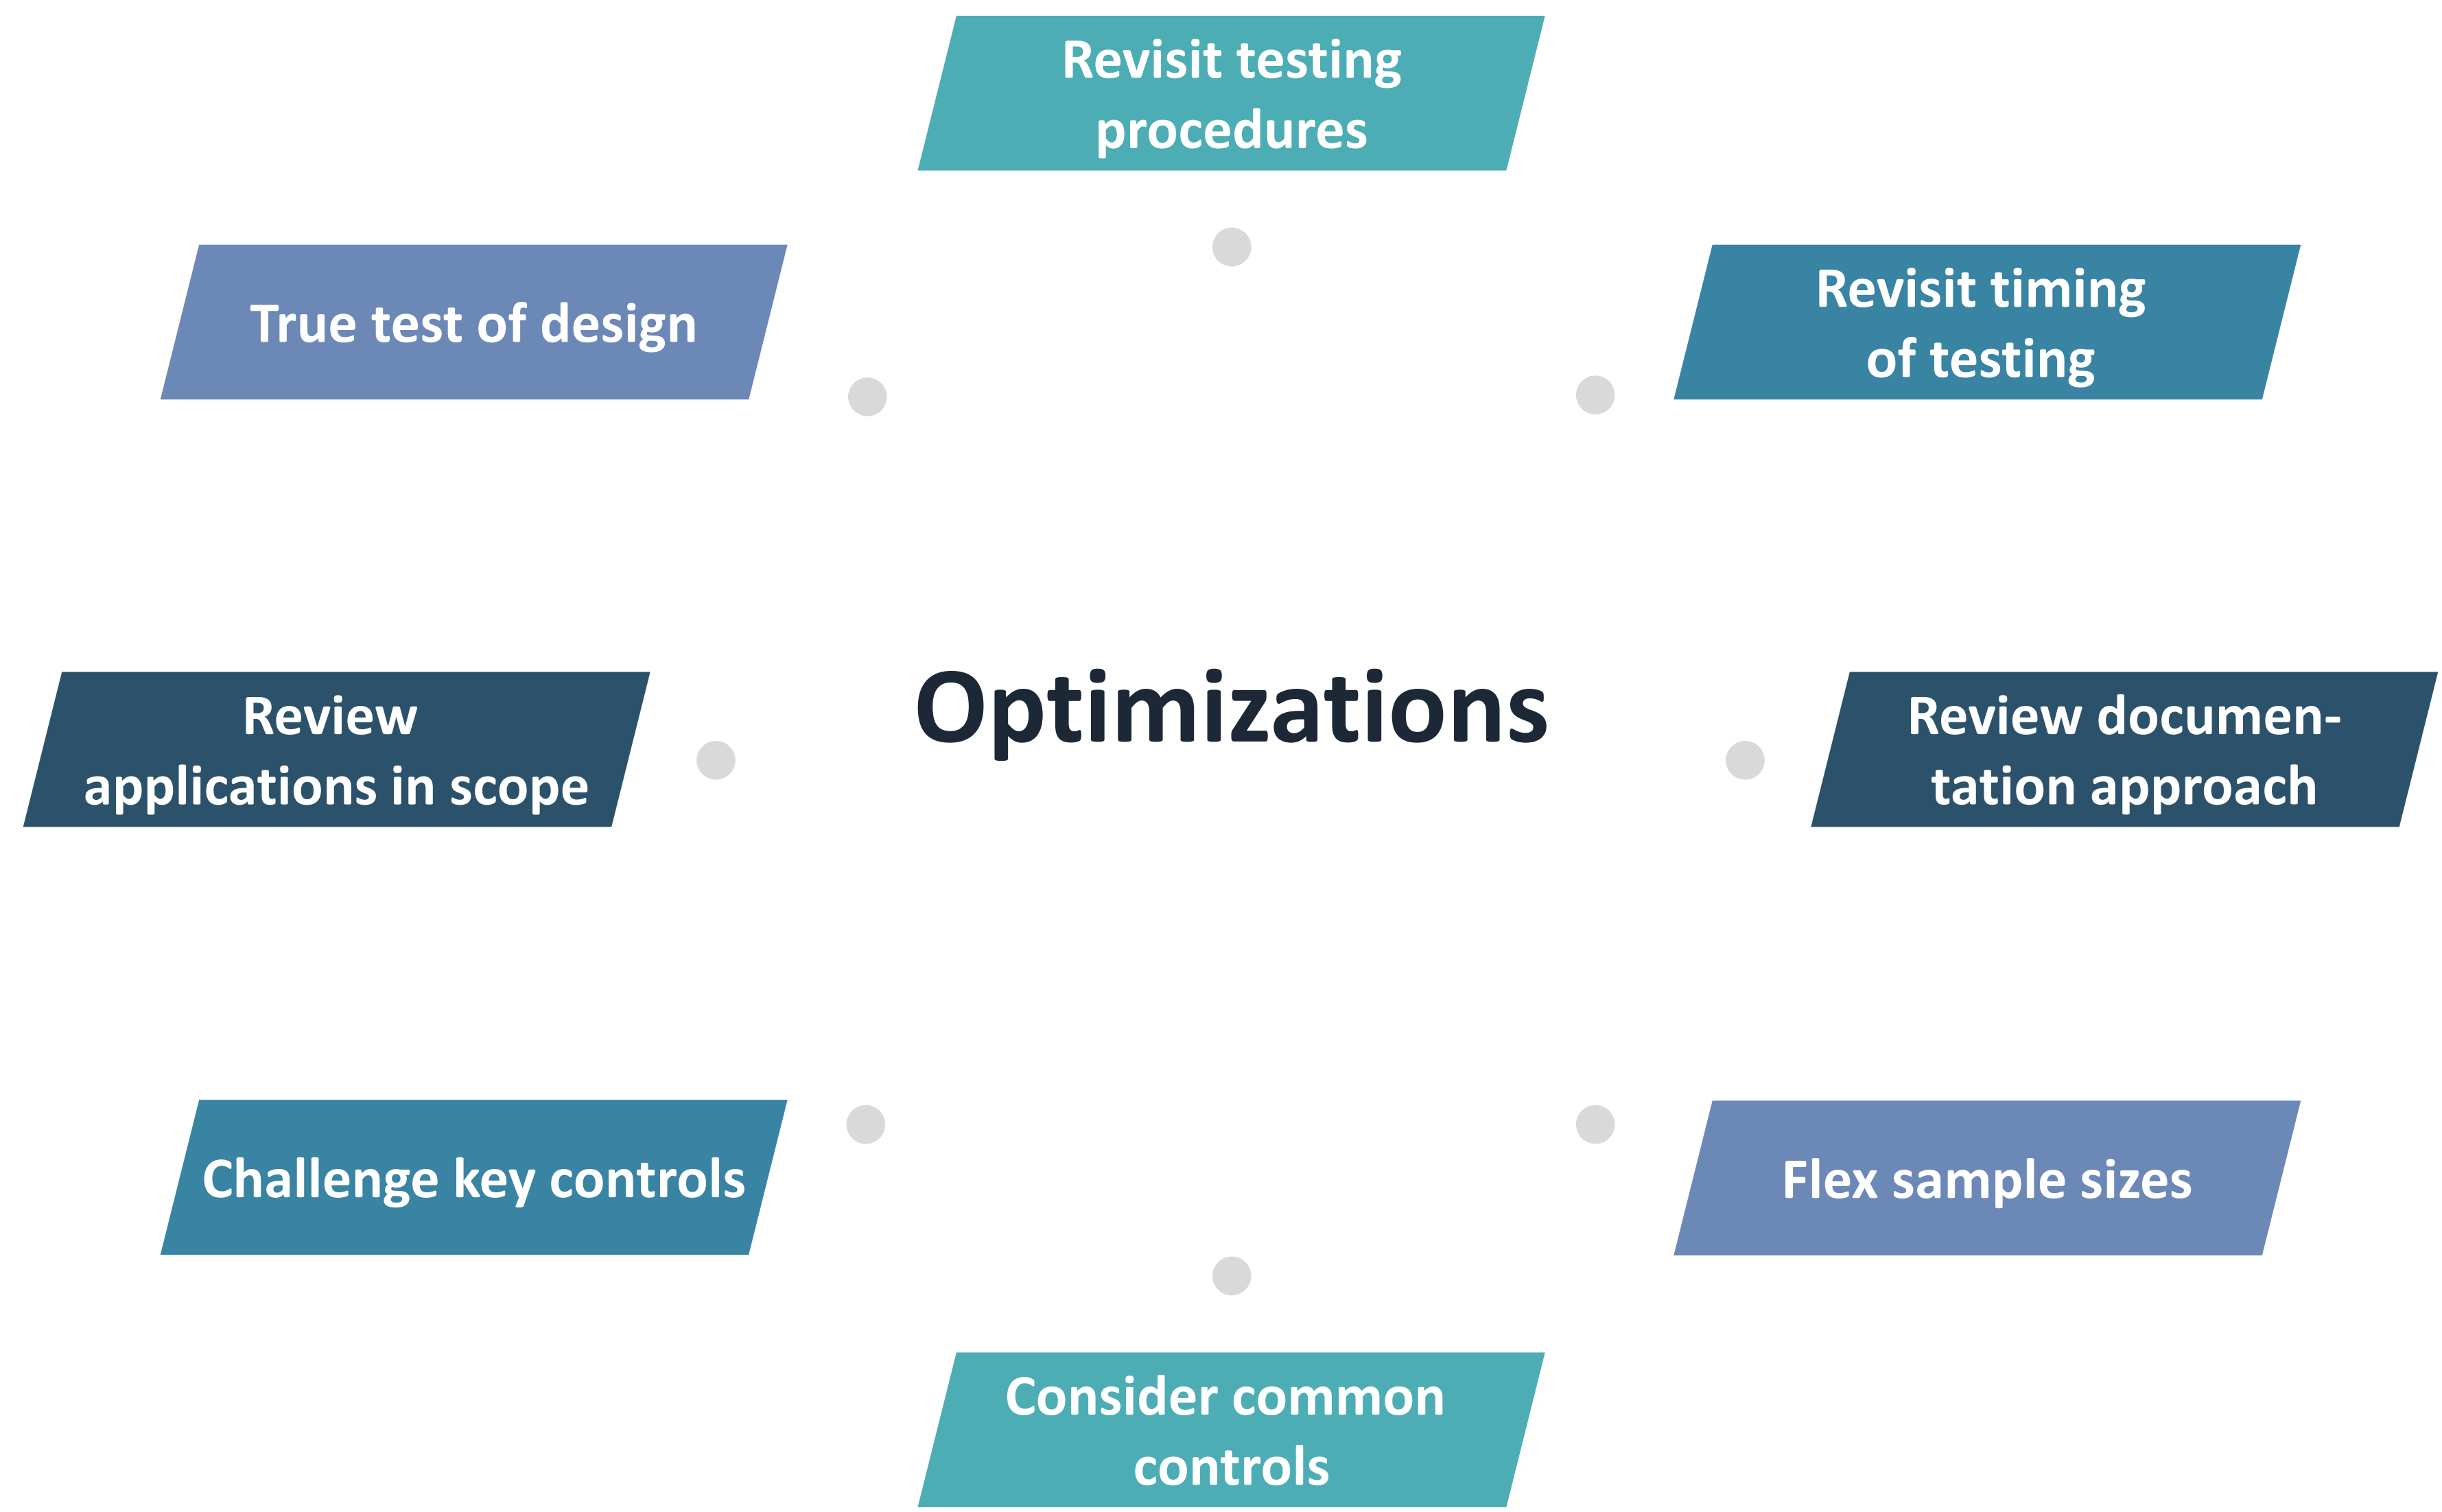 Revisit testing
procedures
True test of design
Revisit timing
of testing
Review
applications in scope
Optimizations
Review documen-
tation approach
Challenge key controls
Flex sample sizes
Consider common
controls